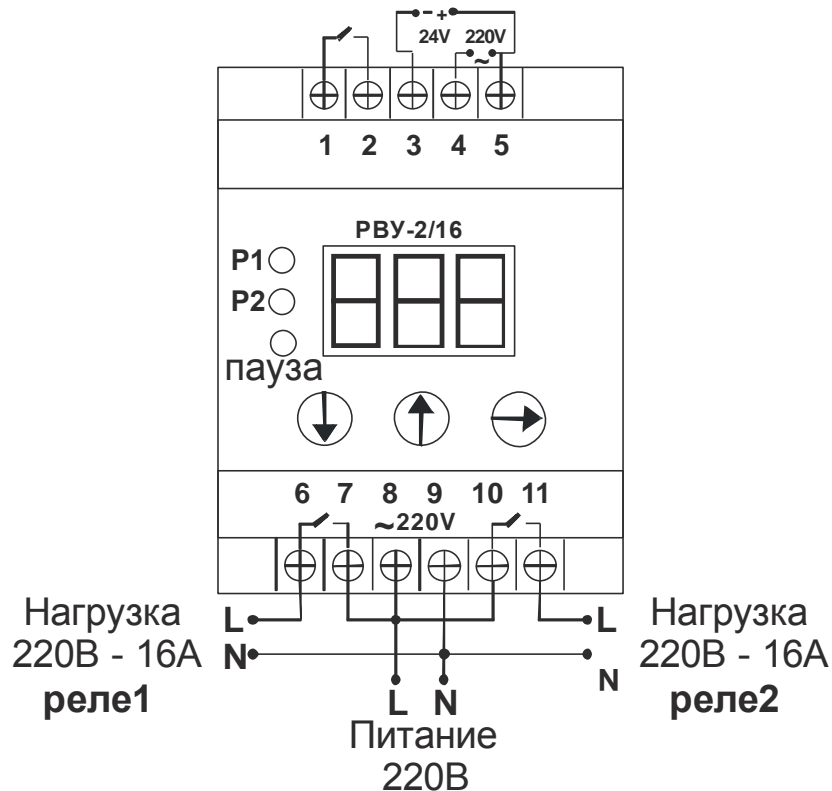 - +
24V 220V
~
1 2 3 4 5
РВУ-2/16
P1
P2
пауза
6 7 8 9 10 11
~220V
Нагрузка
220В - 16А
реле1
L
N
L N
Питание
220В
L
N
Нагрузка
220В - 16А
реле2